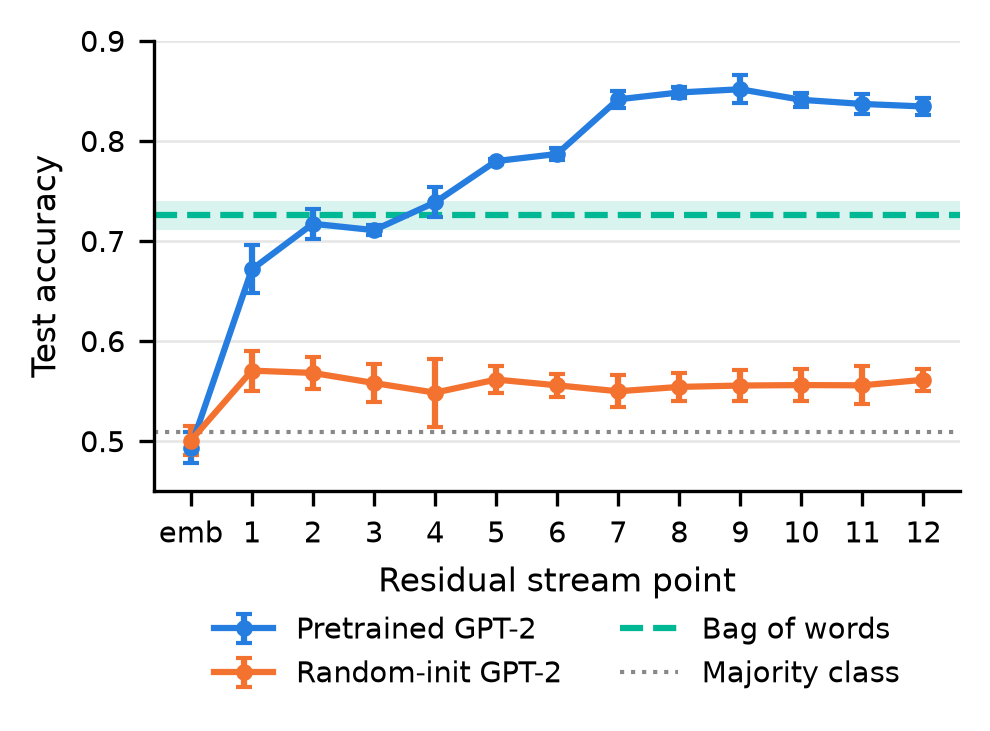 0.9
0.8
0.7
0.6
0.5
Test accuracy
emb 1 2 3 4 5 6 7 8 9 10 11 12
Residual stream point
Pretrained GPT-2
Random-init GPT-2
Bag of words
Majority class